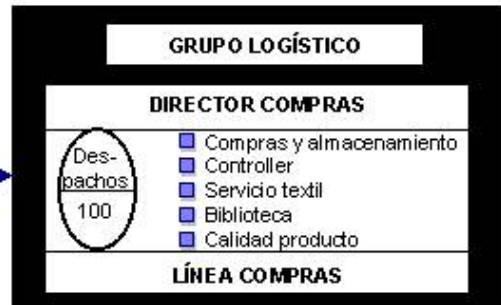 GRUPO LOGÍSTICO
DIRECTOR COMPRAS
Des-
pachos
100
Compras y almacenamiento
Controller
Servicio textil
Biblioteca
Calidad producto
LÍNEA COMPRAS